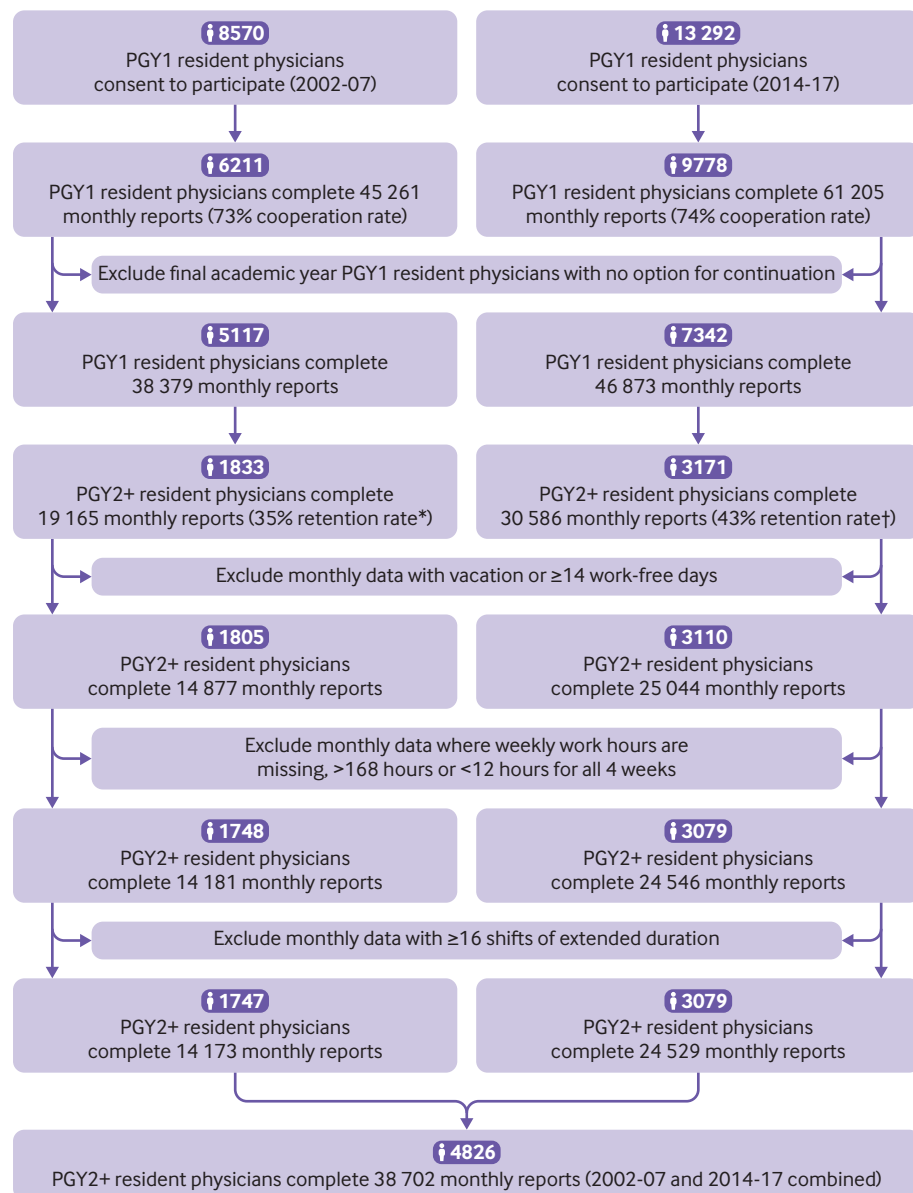 8570
PGY1 resident physicians
consent to participate (2002-07)
13 292
PGY1 resident physicians
consent to participate (2014-17)
6211
PGY1 resident physicians complete 45 261
monthly reports (73% cooperation rate)
9778
PGY1 resident physicians complete 61 205
monthly reports (74% cooperation rate)
Exclude final academic year PGY1 resident physicians with no option for continuation
5117
PGY1 resident physicians complete
38 379 monthly reports
7342
PGY1 resident physicians complete
46 873 monthly reports
1833
PGY2+ resident physicians complete
19 165 monthly reports (35% retention rate*)
3171
PGY2+ resident physicians complete
30 586 monthly reports (43% retention rate†)
Exclude monthly data with vacation or ≥14 work-free days
1805
PGY2+ resident physicians
complete 14 877 monthly reports
3110
PGY2+ resident physicians
complete 25 044 monthly reports
Exclude monthly data where weekly work hours are
missing, >168 hours or <12 hours for all 4 weeks
1748
PGY2+ resident physicians
complete 14 181 monthly reports
3079
PGY2+ resident physicians
complete 24 546 monthly reports
Exclude monthly data with ≥16 shifts of extended duration
1747
PGY2+ resident physicians
complete 14 173 monthly reports
3079
PGY2+ resident physicians
complete 24 529 monthly reports
4826
PGY2+ resident physicians complete 38 702 monthly reports (2002-07 and 2014-17 combined)